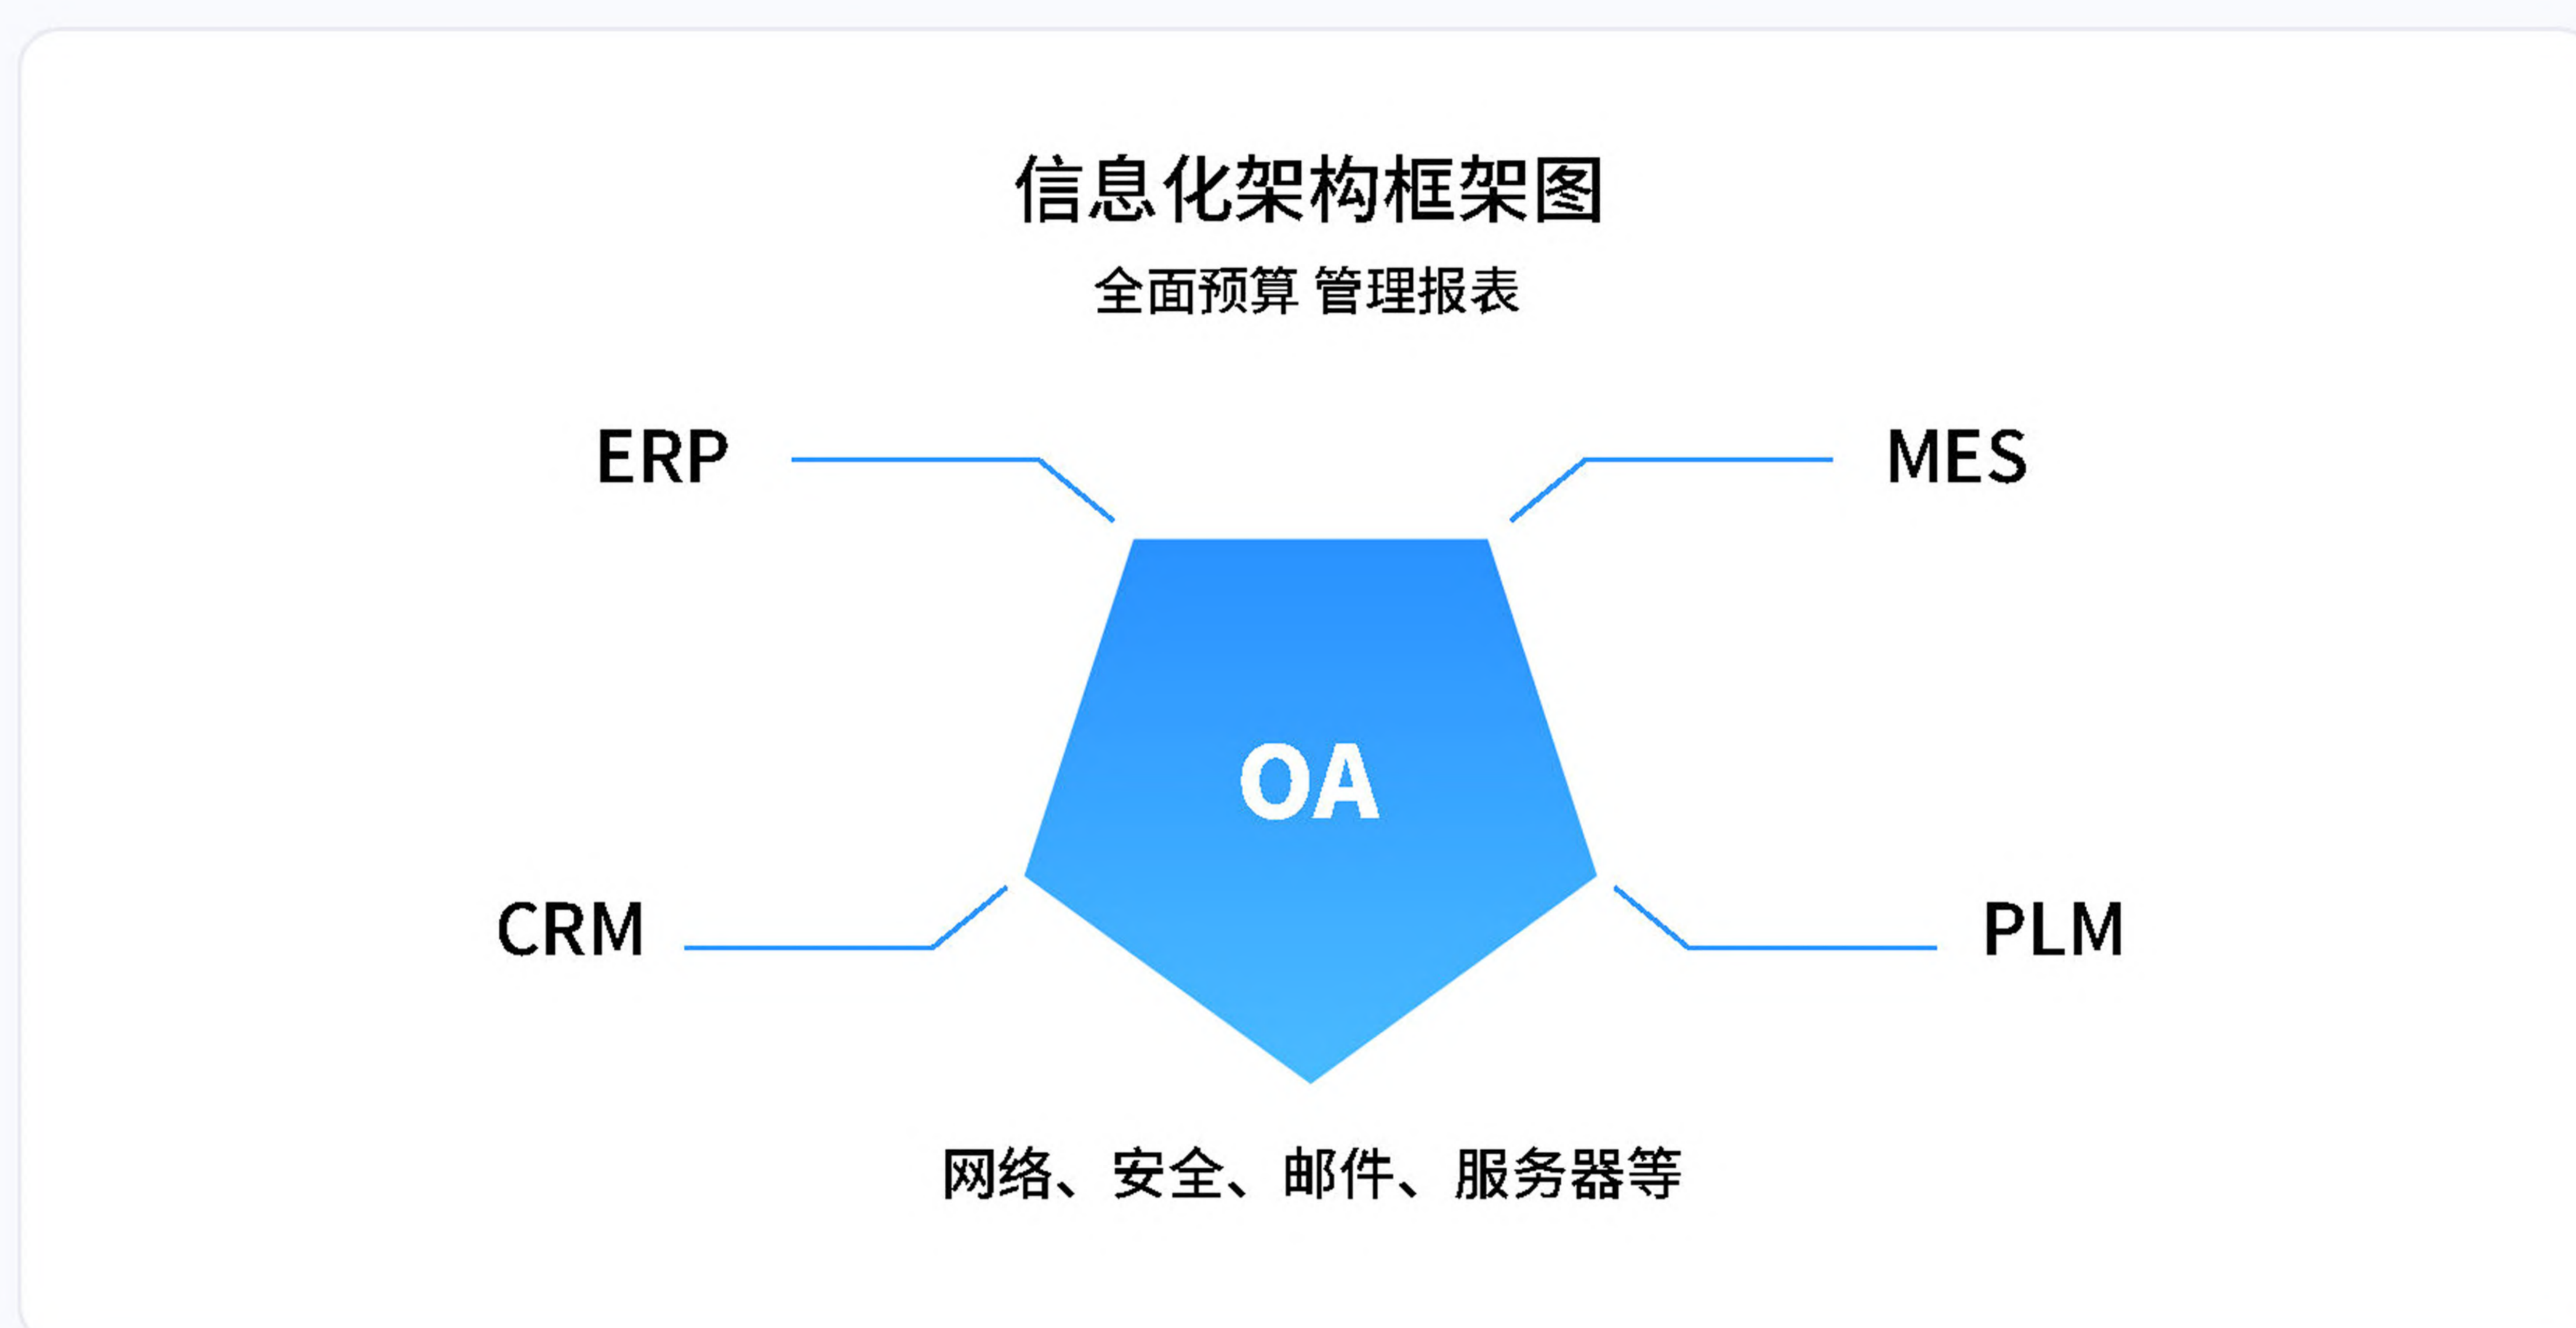 信息化架构框架图
全面预算 管理报表
ERP
MES
OA
CRM
PLM
网络、安全、邮件、服务器等